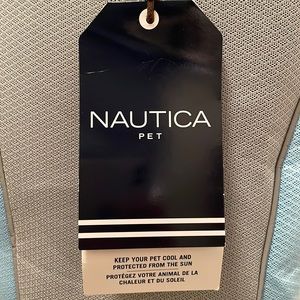 NAUTICA
PET
KEEP YOUR PET COOL AND
PROTECTED FROM THE SUN
PROTÉGEZ VOTRE ANIMAL DE LA
CHALEUR ET DU SOLEIL